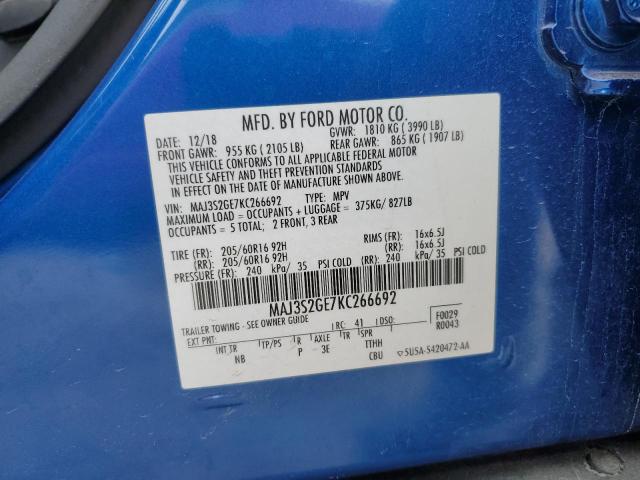 MFD. BY FORD MOTOR CO.
DATE: 12/18 GVWR: 1810 KG ( 3990 LB)
FRONT GAWR: 955 KG ( 2105 LB) REAR GAWR: 865 KG ( 1907 LB)
THIS VEHICLE CONFORMS TO ALL APPLICABLE FEDERAL MOTOR
VEHICLE SAFETY AND THEFT PREVENTION STANDARDS
IN EFFECT ON THE DATE OF MANUFACTURE SHOWN ABOVE.
VIN: MAJ3S2GE7KC266692 TYPE: MPV
MAXIMUM LOAD = OCCUPANTS + LUGGAGE = 375KG/ 827LB
OCCUPANTS = 5 TOTAL; 2 FRONT, 3 REAR
TIRE (FR): 205/60R16 92H RIMS (FR): 16x6.5J
(RR): 205/60R16 92H (RR): 16x6.5J
PRESSURE (FR): 240 kPa/ 35 PSI COLD (RR): 240 kPa/ 35 PSI COLD
MAJ3S2GE7KC266692
TRAILER TOWING - SEE OWNER GUIDE
EXT PNT: RC: 41 DSO: F0029
R0043
INT TR TP/PS R AXLE TR SPR
NB P 3E TTHH
CBU 5USA-S420472-AA